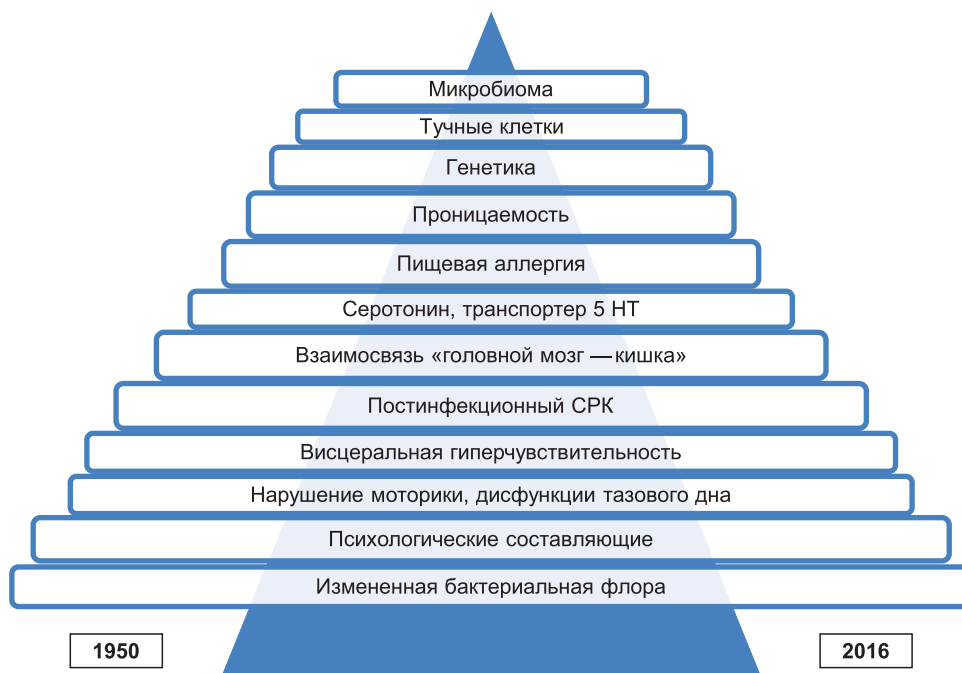 Микробиома
Тучные клетки
Генетика
Проницаемость
Пищевая аллергия
Серотонин, транспортер 5 НТ
Взаимосвязь «головной мозг — кишка»
Постинфекционный СРК
Висцеральная гиперчувствительность
Нарушение моторики, дисфункции тазового дна
Психологические составляющие
Измененная бактериальная флора
1950
2016